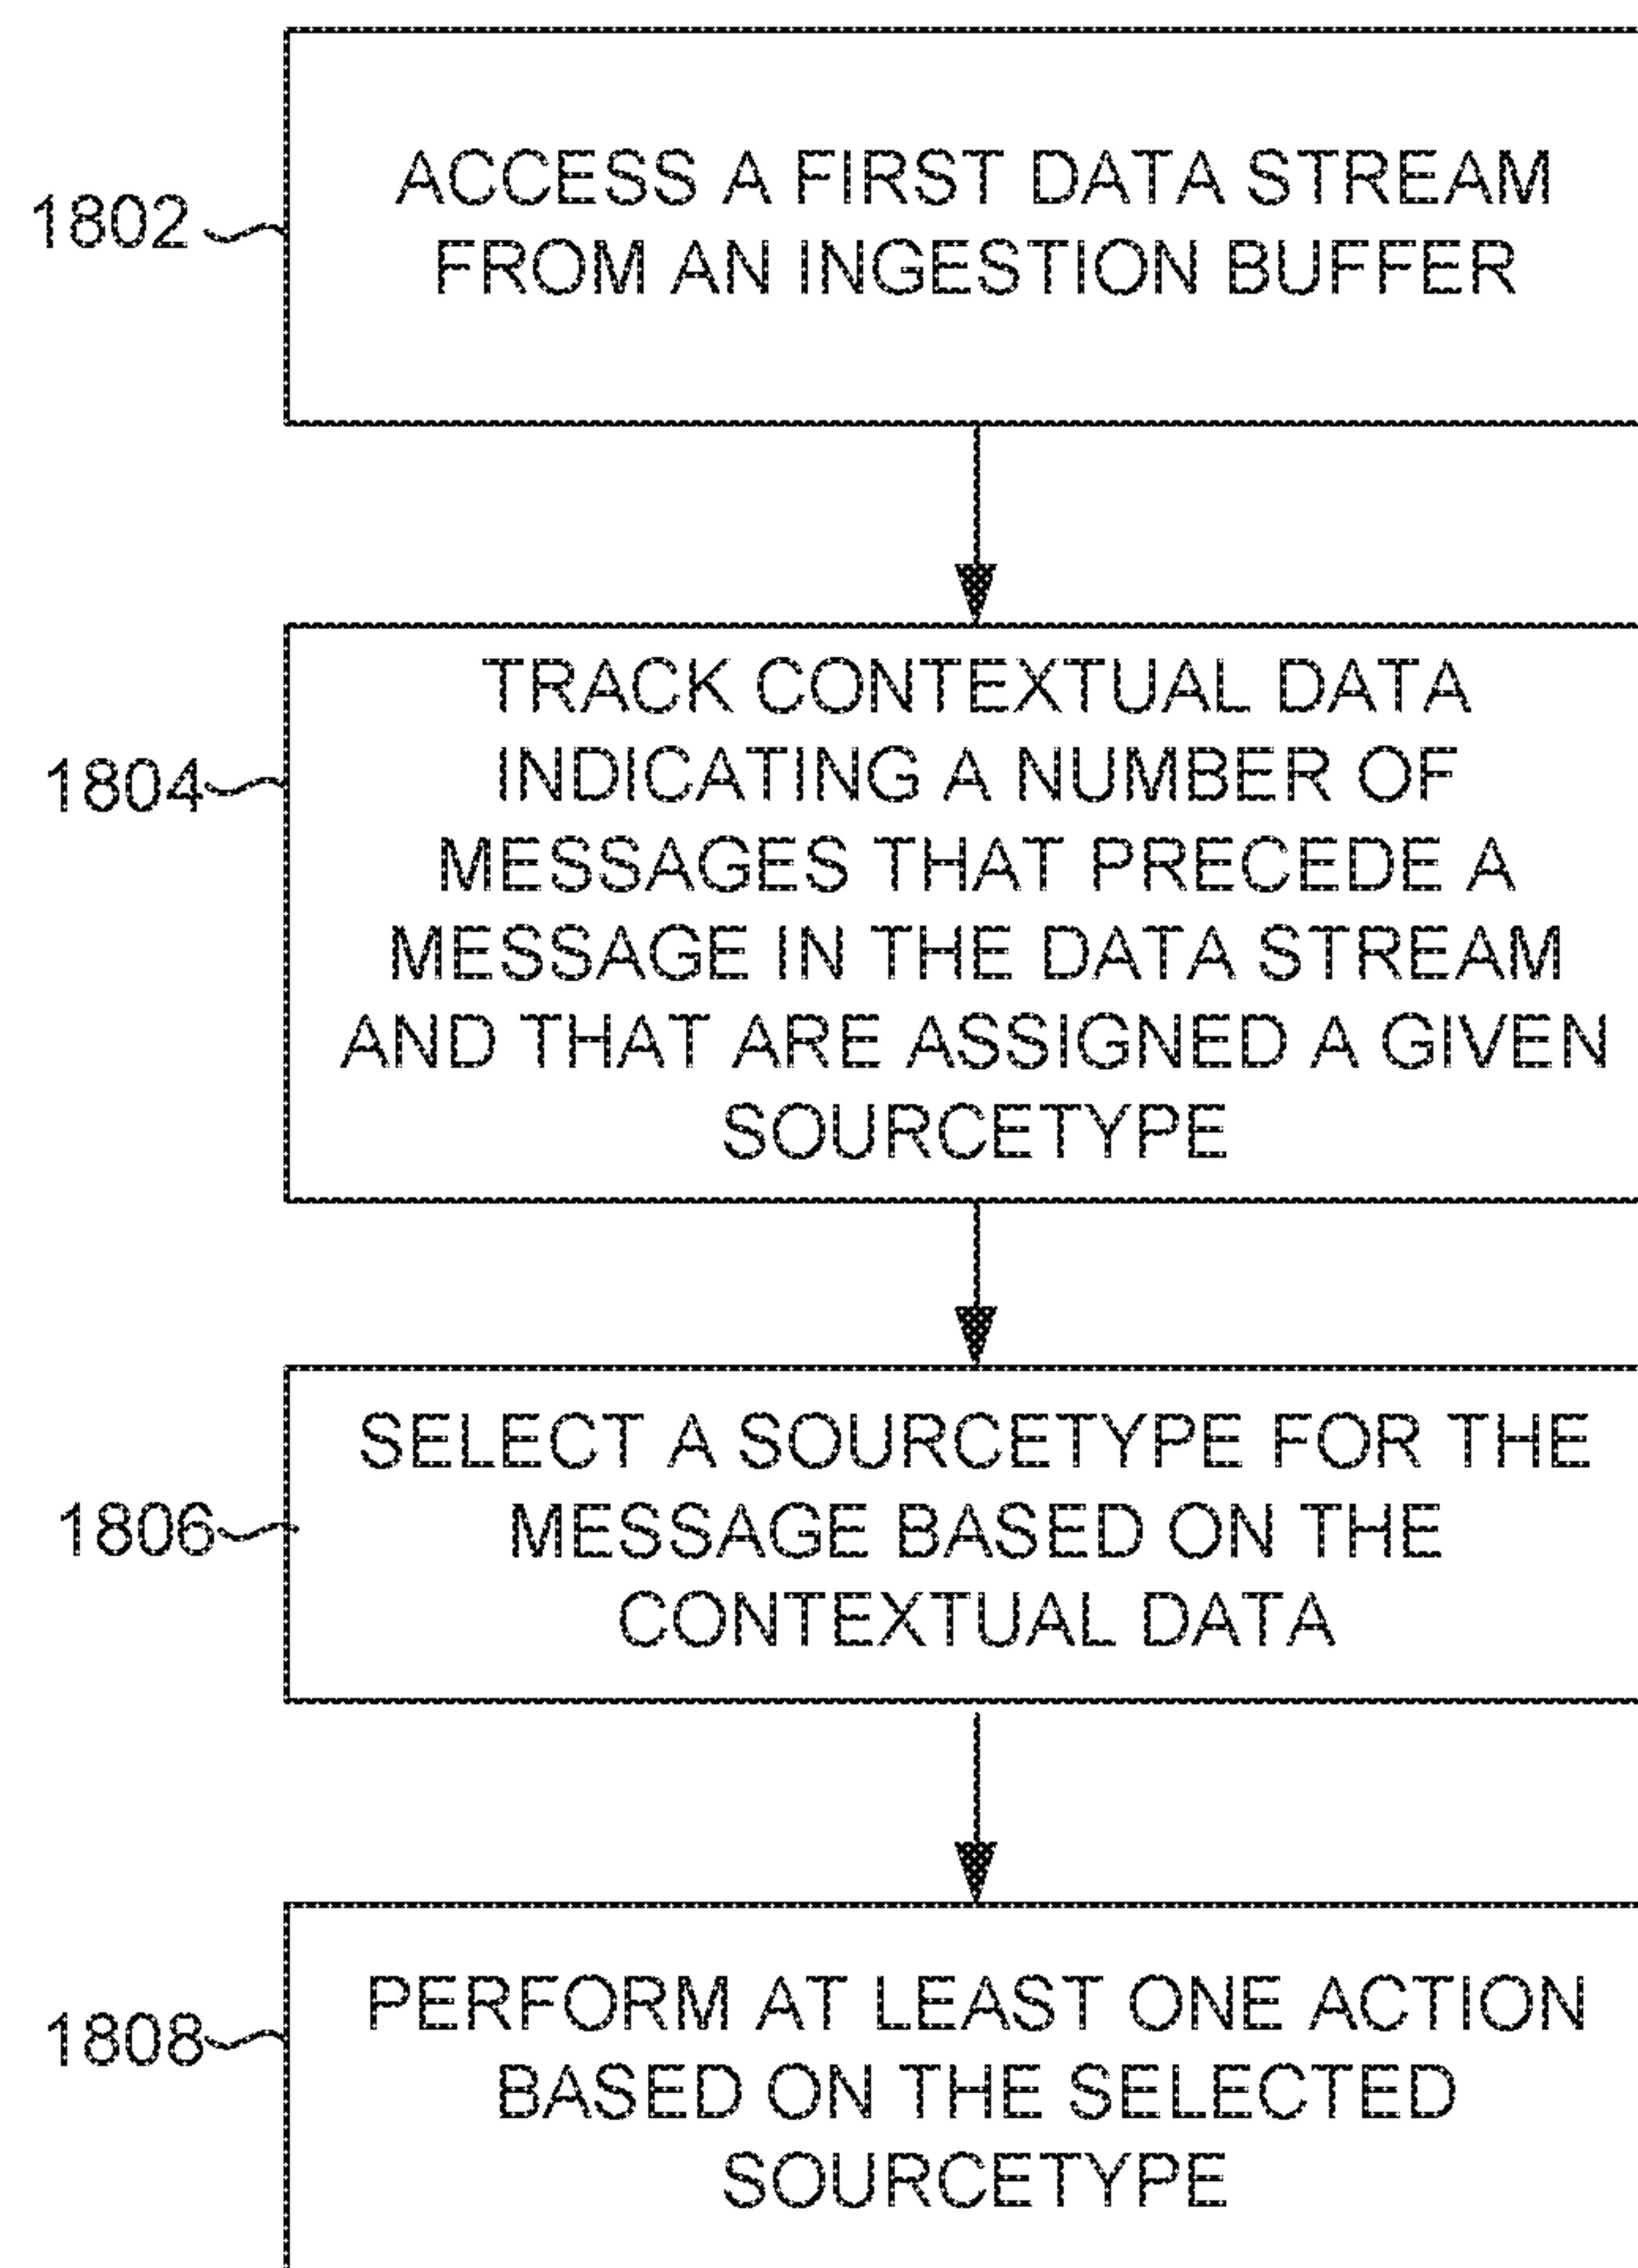 1802
ACCESS A FIRST DATA STREAM
FROM AN INGESTION BUFFER
1804
TRACK CONTEXTUAL DATA
INDICATING A NUMBER OF
MESSAGES THAT PRECEDE A
MESSAGE IN THE DATA STREAM
AND THAT ARE ASSIGNED A GIVEN
SOURCETYPE
1806
SELECT A SOURCETYPE FOR THE
MESSAGE BASED ON THE
CONTEXTUAL DATA
1808
PERFORM AT LEAST ONE ACTION
BASED ON THE SELECTED
SOURCETYPE